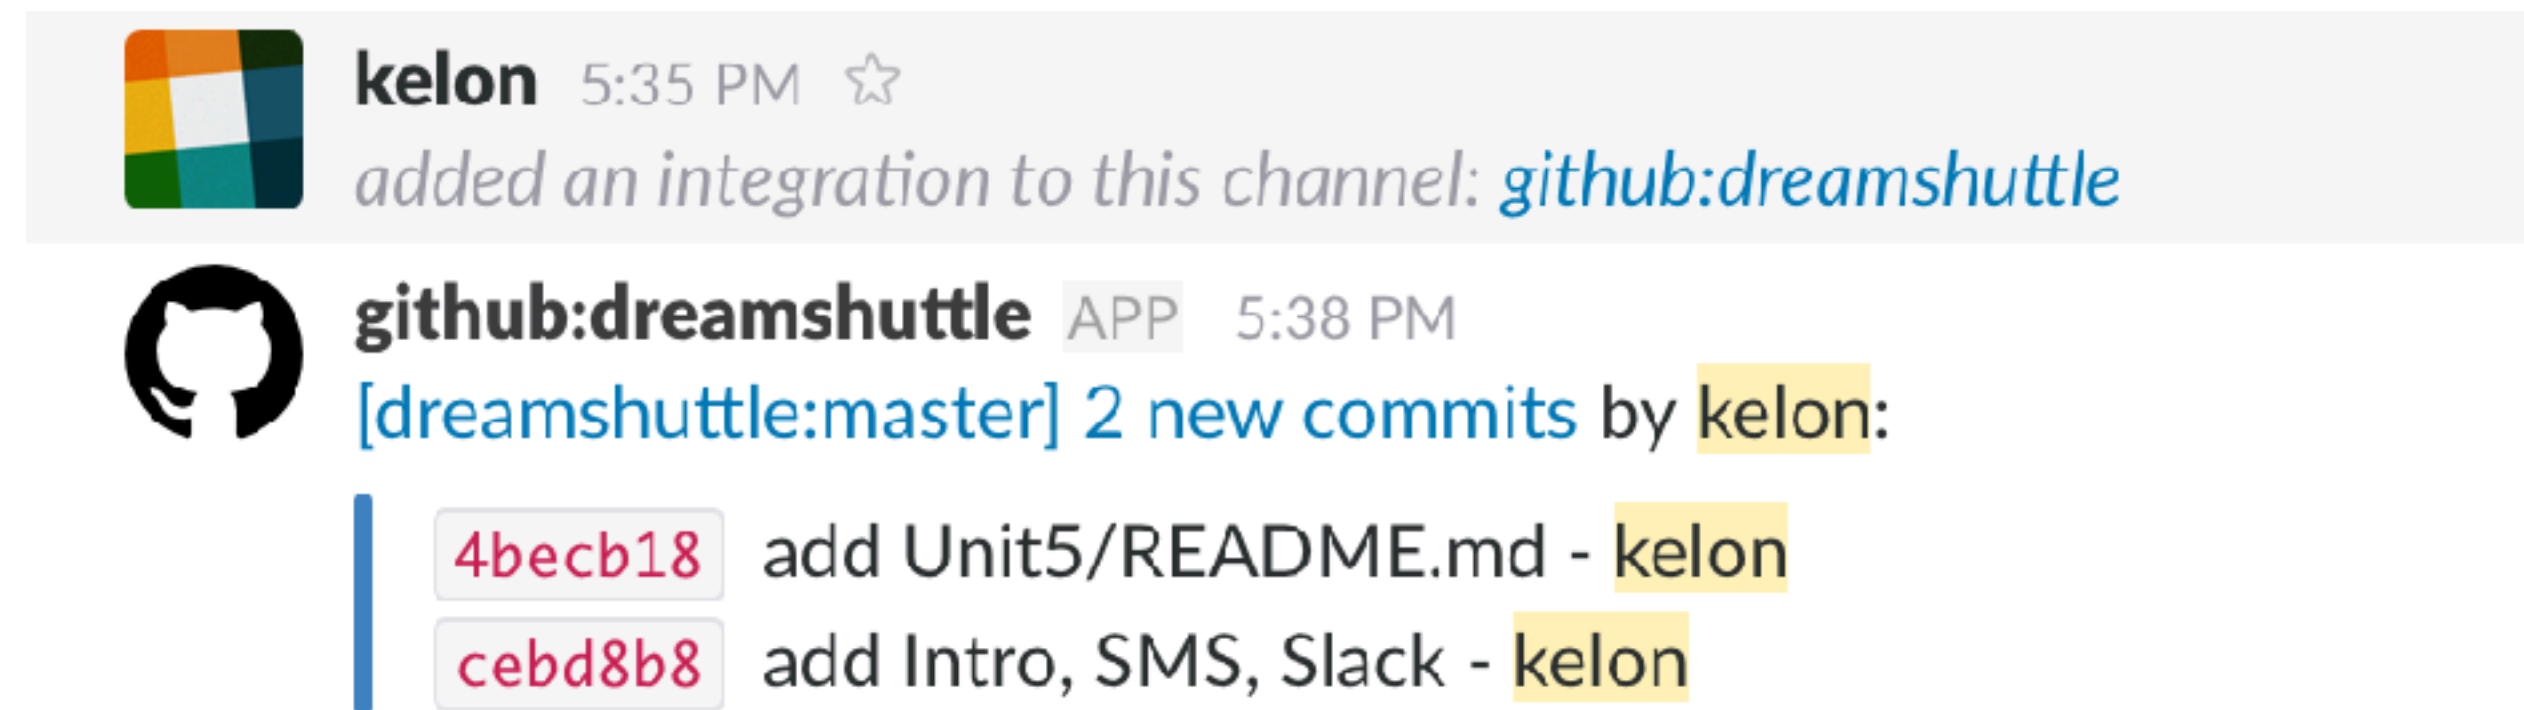 kelon 5:35 PM
added an integration to this channel: github:dreamshuttle
github:dreamshuttle APP 5:38 PM
[dreamshuttle:master] 2 new commits by kelon:
4becb18 add Unit5/README.md - kelon
cebd8b8 add Intro, SMS, Slack - kelon